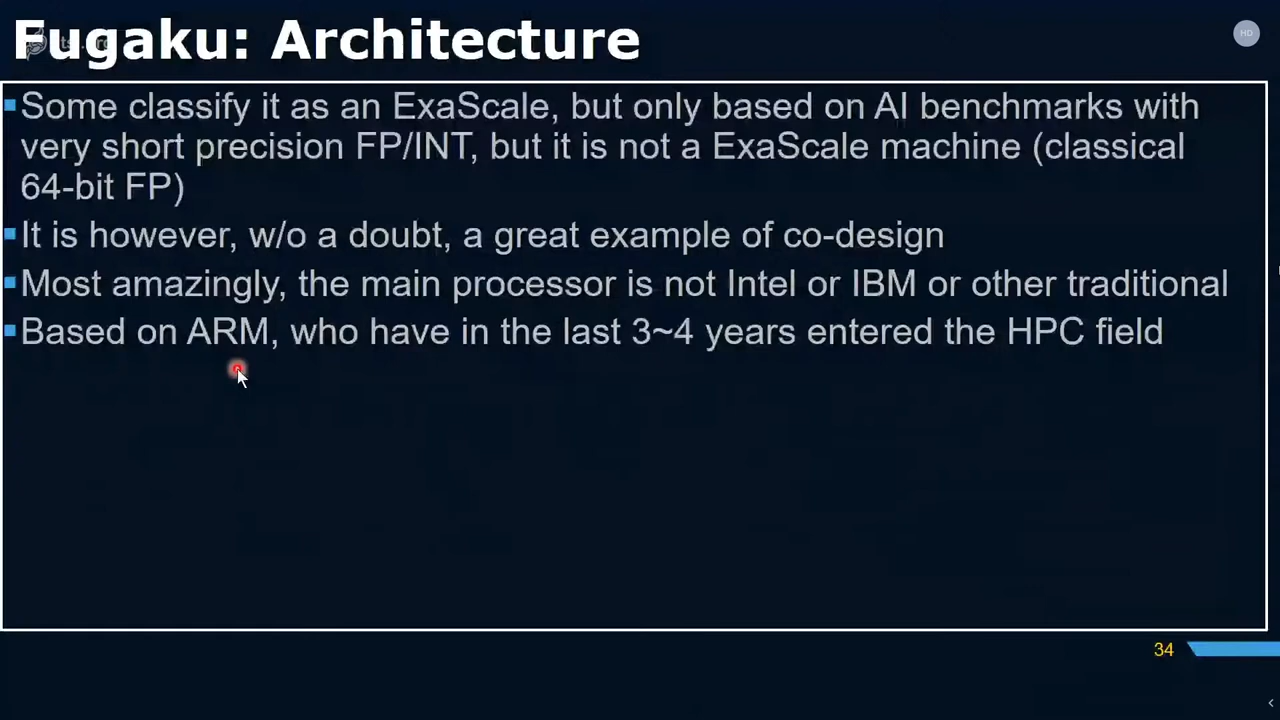 Fugaku: Architecture
HD
Some classify it as an ExaScale, but only based on AI benchmarks with
very short precision FP/INT, but it is not a ExaScale machine (classical
64-bit FP)
It is however, w/o a doubt, a great example of co-design
Most amazingly, the main processor is not Intel or IBM or other traditional
Based on ARM, who have in the last 3~4 years entered the HPC field
34